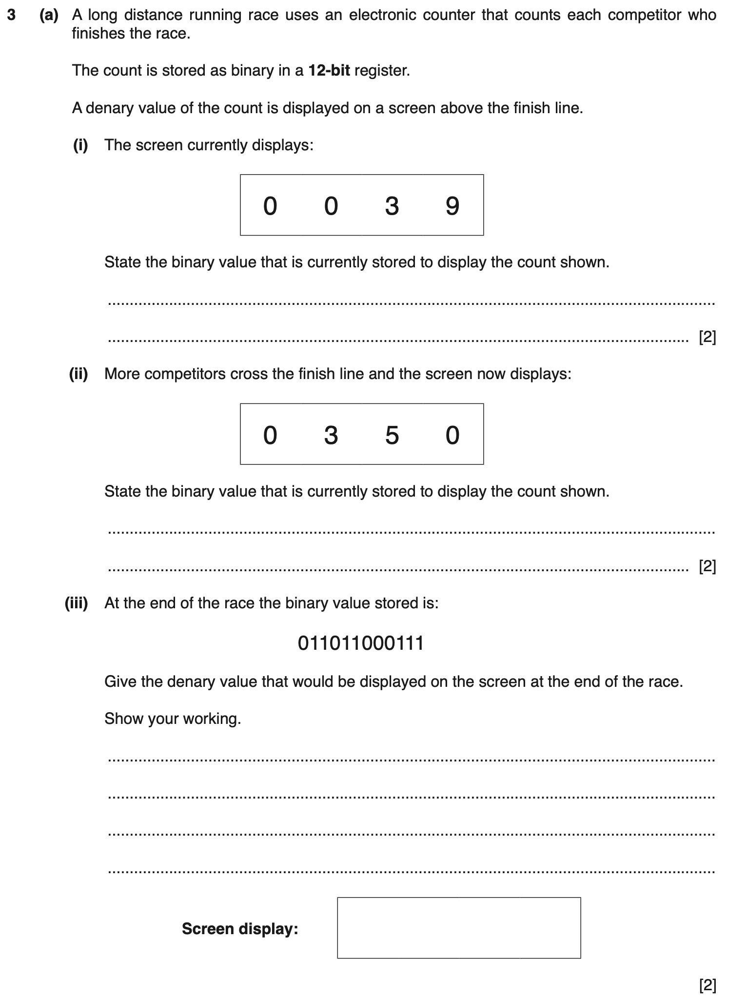 3 (a) A long distance running race uses an electronic counter that counts each competitor who
finishes the race.
The count is stored as binary in a 12-bit register.
A denary value of the count is displayed on a screen above the finish line.
(i) The screen currently displays:
0 0 3 9
State the binary value that is currently stored to display the count shown.
....................................................................................................................................
.............................................................................................................................. [2]
(ii) More competitors cross the finish line and the screen now displays:
0 3 5 0
State the binary value that is currently stored to display the count shown.
....................................................................................................................................
.............................................................................................................................. [2]
(iii) At the end of the race the binary value stored is:
011011000111
Give the denary value that would be displayed on the screen at the end of the race.
Show your working.
....................................................................................................................................
....................................................................................................................................
....................................................................................................................................
....................................................................................................................................
Screen display:
[2]